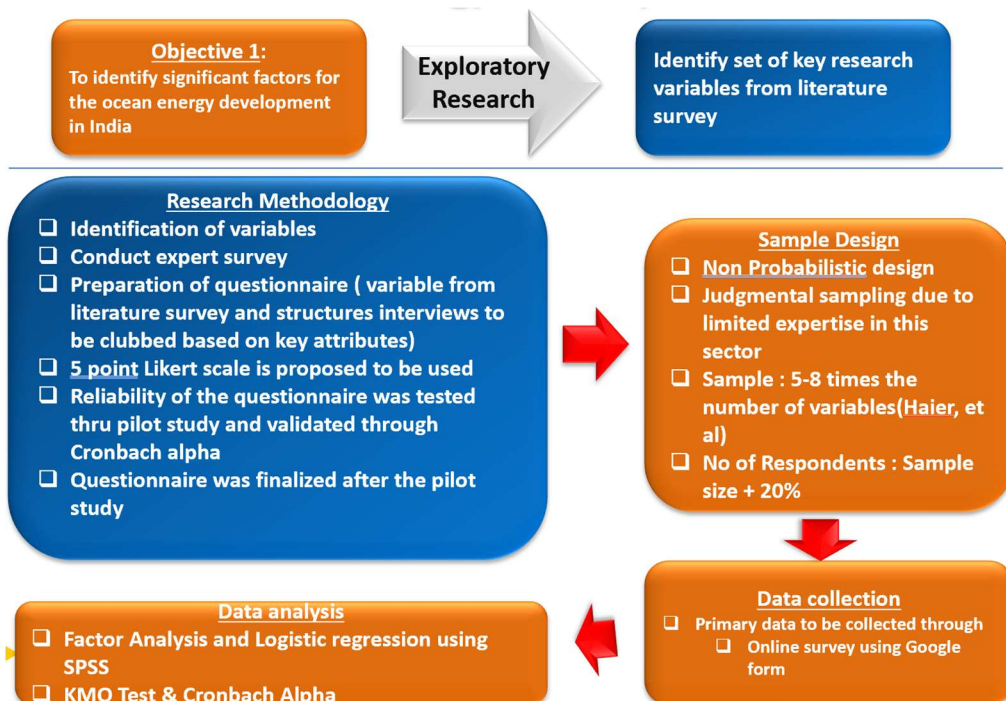 Objective 1:
To identify significant factors for
the ocean energy development
in India
Exploratory
Research
Identify set of key research
variables from literature
survey
Research Methodology
❑ Identification of variables
❑ Conduct expert survey
❑ Preparation of questionnaire ( variable from
literature survey and structures interviews to
be clubbed based on key attributes)
❑ 5 point Likert scale is proposed to be used
❑ Reliability of the questionnaire was tested
thru pilot study and validated through
Cronbach alpha
❑ Questionnaire was finalized after the pilot
study
Sample Design
❑ Non Probabilistic design
❑ Judgmental sampling due to
limited expertise in this
sector
❑ Sample : 5-8 times the
number of variables(Haier, et
al)
❑ No of Respondents : Sample
size + 20%
Data collection
❑ Primary data to be collected through
❑ Online survey using Google
form
Data analysis
❑ Factor Analysis and Logistic regression using
SPSS
❑ KMO Test & Cronbach Alpha